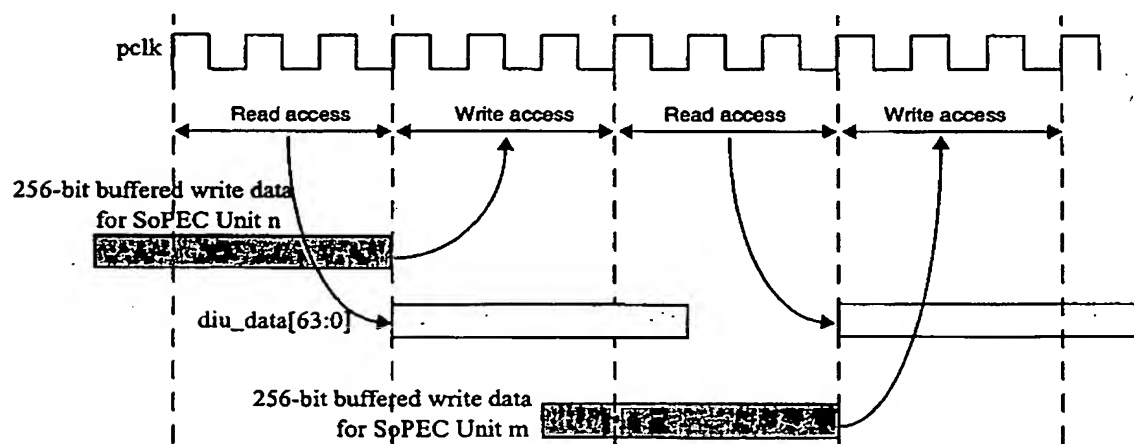 pclk
Read access Write access Read access Write access
256-bit buffered write data
for SoPEC Unit n
diu_data[63:0]
256-bit buffered write data
for SoPEC Unit m